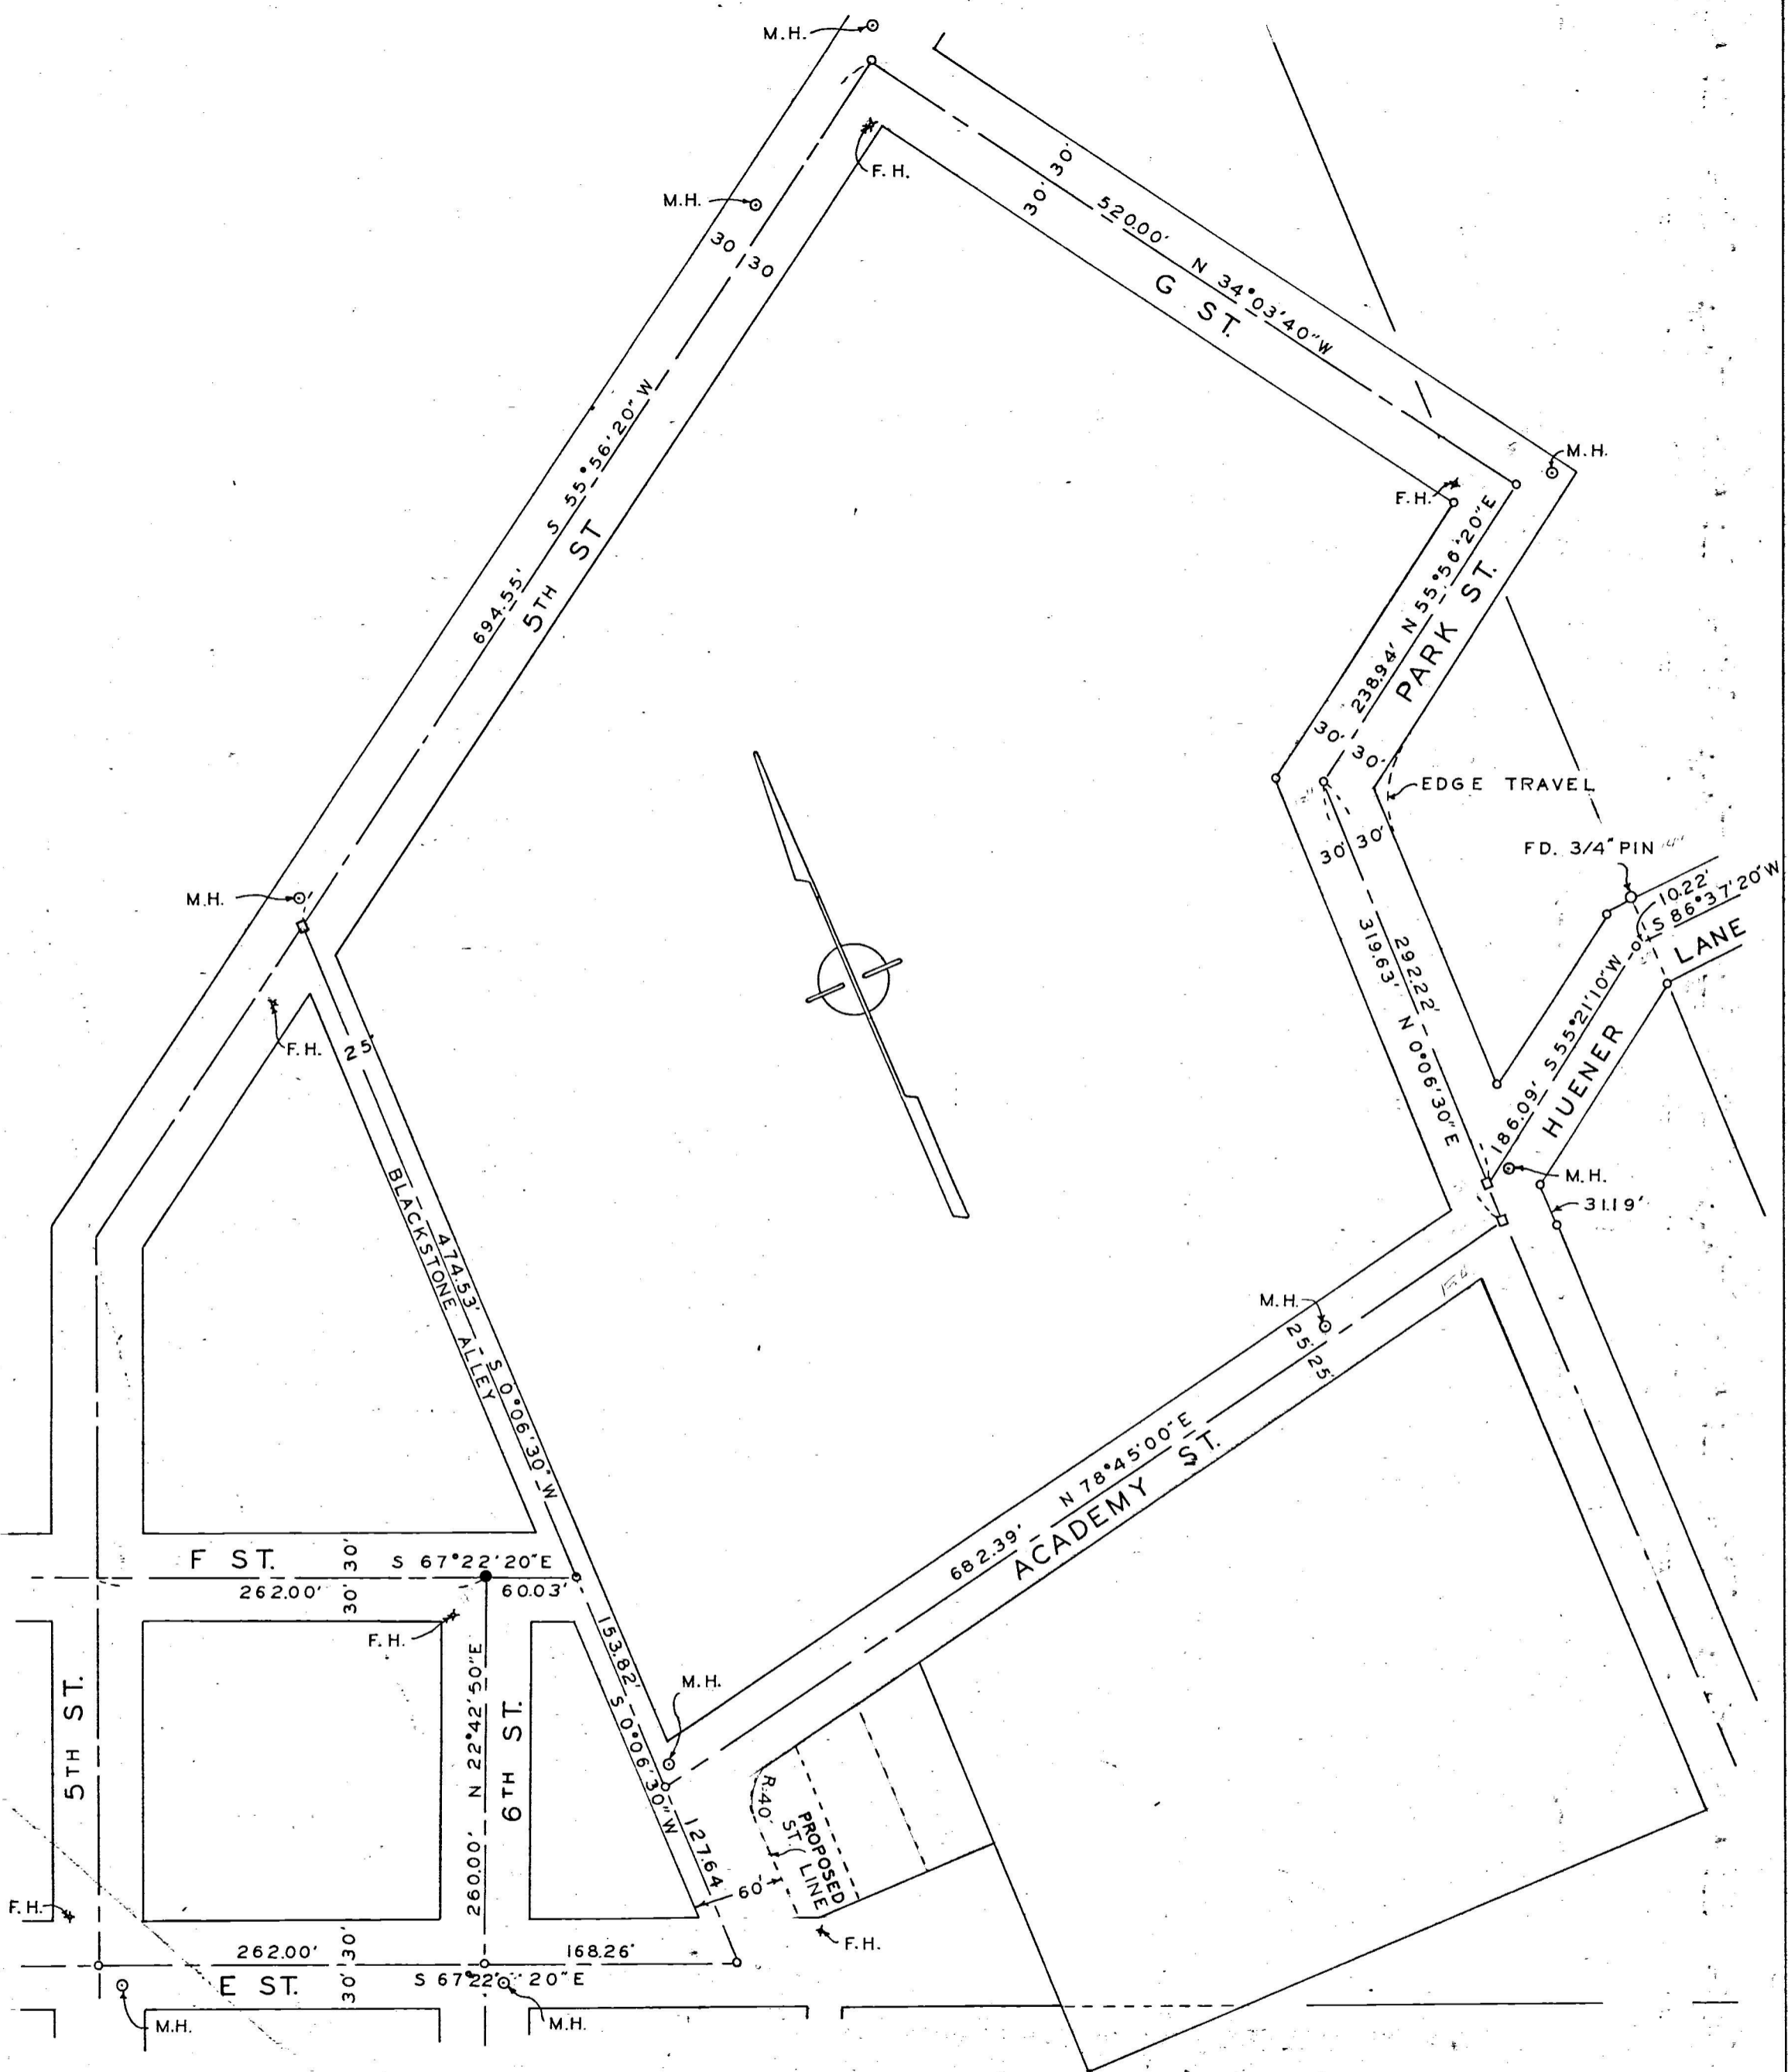 M.H.
F.H.
M.H.
30' 30'
30 30
520.00' N 34°03'40"W
G ST.
S 55°56'20" W
694.55'
5TH ST
M.H.
F.H.
238.94' N 55°56'20"E
PARK ST.
30' 30'
EDGE TRAVEL
30' 30'
FD. 3/4" PIN
10.22'
S 86°37'20"W
LANE
M.H.
F.H.
25'
319.63'
292.22'
N 0°06'30"E
186.09' S 55°21'10"W
HUENER
M.H.
31.19'
BLACKSTONE ALLEY
474.53'
S 0°06'30" W
M.H.
25' 25'
682.39' N 78°45'00"E
ACADEMY ST.
F ST.
30' 30'
S 67°22'20"E
262.00'
60.03'
F.H.
153.82'
S 0°06'30" W
M.H.
5TH ST.
260.00' N 22°42'50"E
6TH ST.
127.64
R.40'
PROPOSED
ST. LINE
60'
F.H.
F.H.
262.00'
30' 30'
168.26'
E ST.
S 67°22' 20"E
M.H.
M.H.